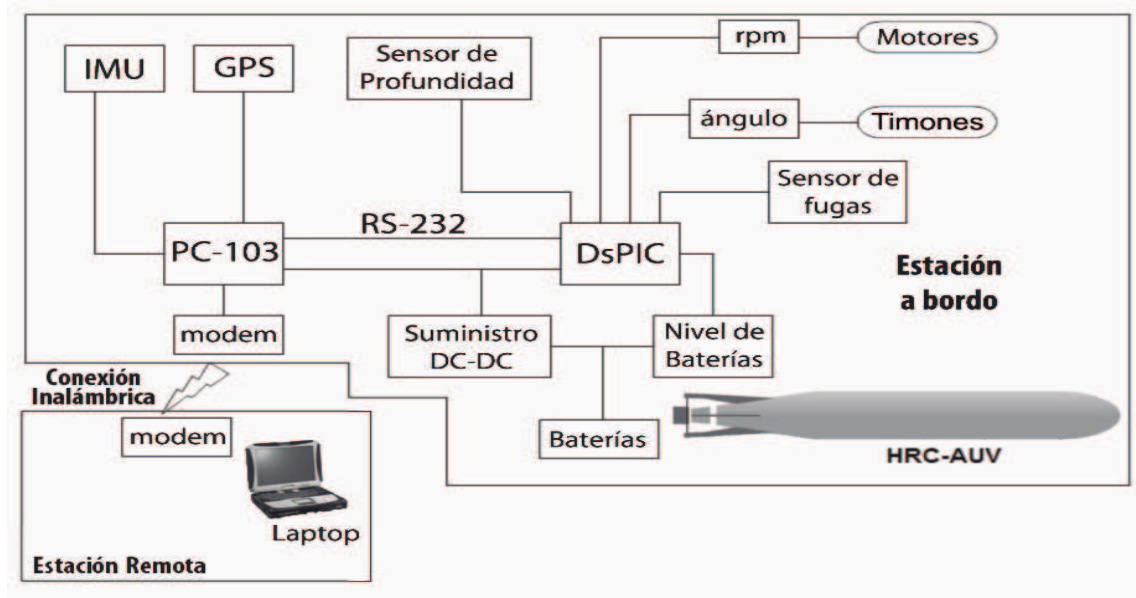 IMU
GPS
Sensor de
Profundidad
rpm
Motores
ángulo
Timones
Sensor de
fugas
PC-103
RS-232
DsPIC
Estación
a bordo
modem
Suministro
DC-DC
Nivel de
Baterías
Conexión
Inalámbrica
modem
Baterías
HRC-AUV
Laptop
Estación Remota